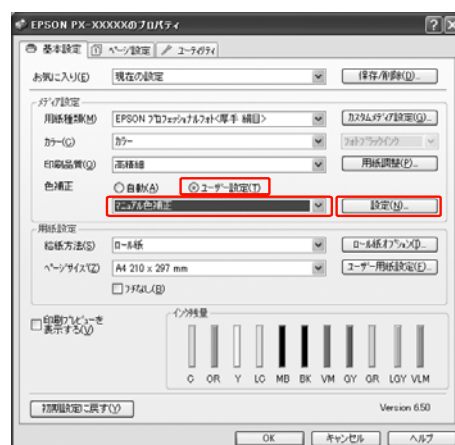 EPSON PX-XXXXXのプロパティ
基本設定 ページ設定 ユーティリティ
お気に入り(E) 現在の設定 保存/削除(D)...
メディア設定
用紙種類(M) EPSON プロフェッショナルフォト<厚手 絹目> カスタムメディア設定(G)...
カラー(C) カラー フォトブラックインク
印刷品質(Q) 高精細 用紙調整(P)...
色補正 自動(A) ユーザー設定(T)
マニュアル色補正 設定(N)...
用紙設定
給紙方法(S) ロール紙 ロール紙オプション(I)...
ページサイズ(Z) A4 210 x 297 mm ユーザー用紙設定(F)...
フチなし(B)
印刷プレビューを
表示する(V)
インク残量
C OR Y LC MB BK VM GY GR LGY VLM
初期設定に戻す(Y) Version 6.50
OK キャンセル ヘルプ